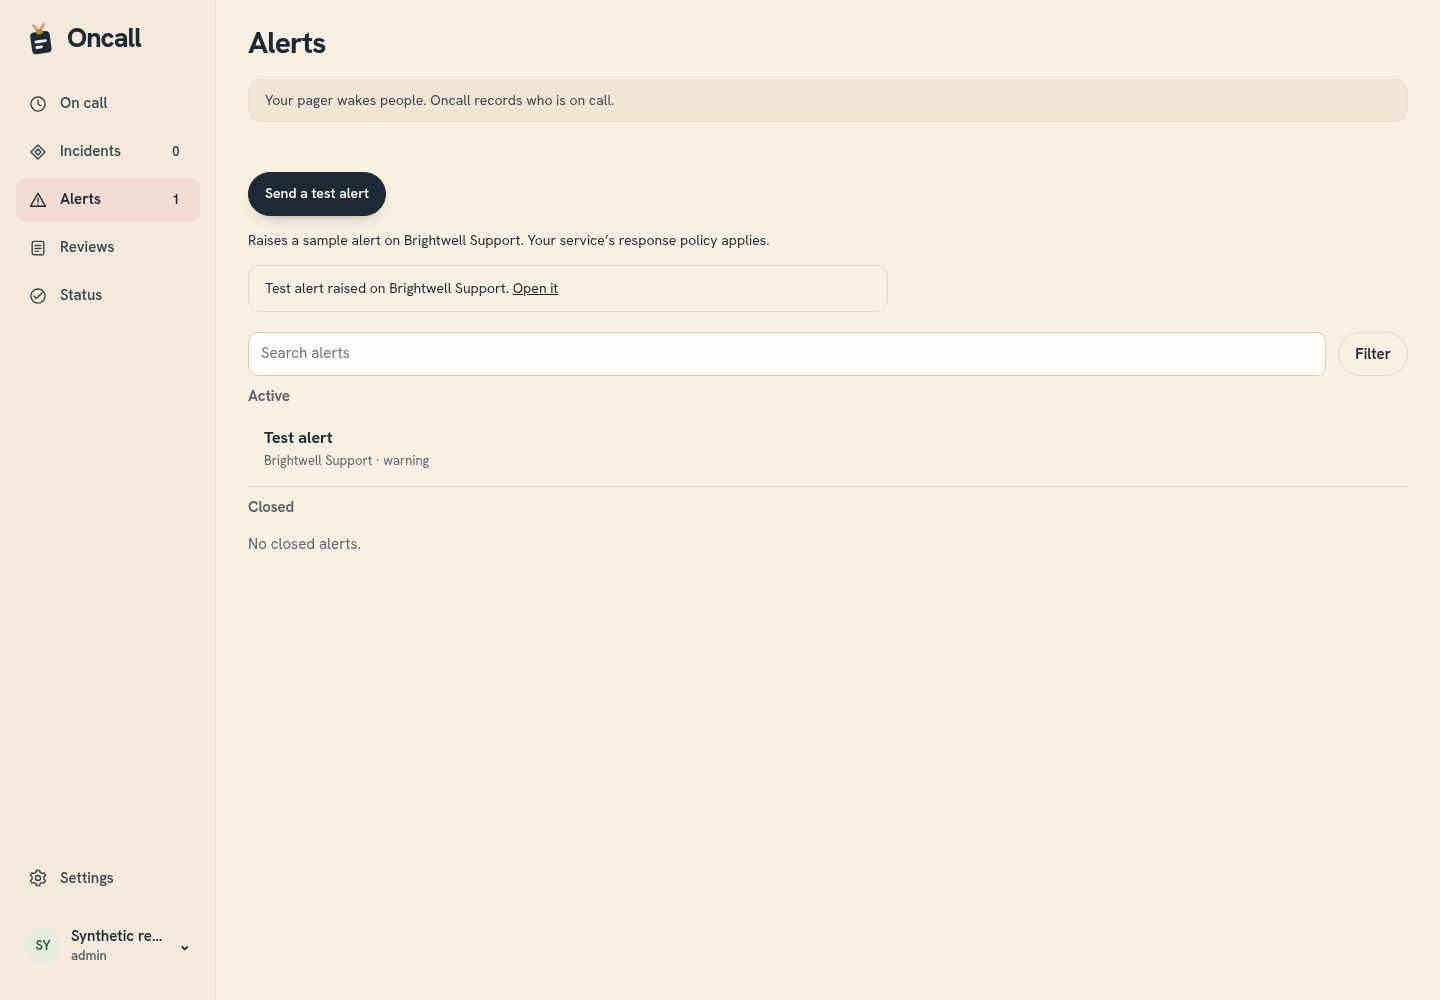 Oncall
On call
Incidents 0
Alerts 1
Reviews
Status
Settings
SY
Synthetic re...
admin
Alerts
Your pager wakes people. Oncall records who is on call.
Send a test alert
Raises a sample alert on Brightwell Support. Your service’s response policy applies.
Test alert raised on Brightwell Support. Open it
Search alerts
Filter
Active
Test alert
Brightwell Support · warning
Closed
No closed alerts.